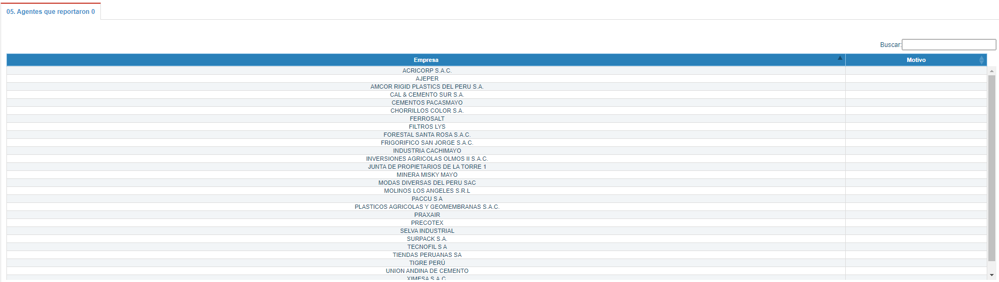 05. Agentes que reportaron 0
Buscar:
Empresa Motivo
ACRICORP S.A.C.
AJEPER
AMCOR RIGID PLASTICS DEL PERU S.A.
CAL & CEMENTO SUR S.A.
CEMENTOS PACASMAYO
CHORRILLOS COLOR S.A.
FERROSALT
FILTROS LYS
FORESTAL SANTA ROSA S.A.C.
FRIGORIFICO SAN JORGE S.A.C.
INDUSTRIA CACHIMAYO
INVERSIONES AGRICOLAS OLMOS II S.A.C.
JUNTA DE PROPIETARIOS DE LA TORRE 1
MINERA MISKY MAYO
MODAS DIVERSAS DEL PERU SAC
MOLINOS LOS ANGELES S.R.L
PACCU S A
PLASTICOS AGRICOLAS Y GEOMEMBRANAS S.A.C.
PRAXAIR
PRECOTEX
SELVA INDUSTRIAL
SURPACK S.A.
TECNOFIL S A
TIENDAS PERUANAS SA
TIGRE PERÚ
UNION ANDINA DE CEMENTO
XIMESA S.A.C.